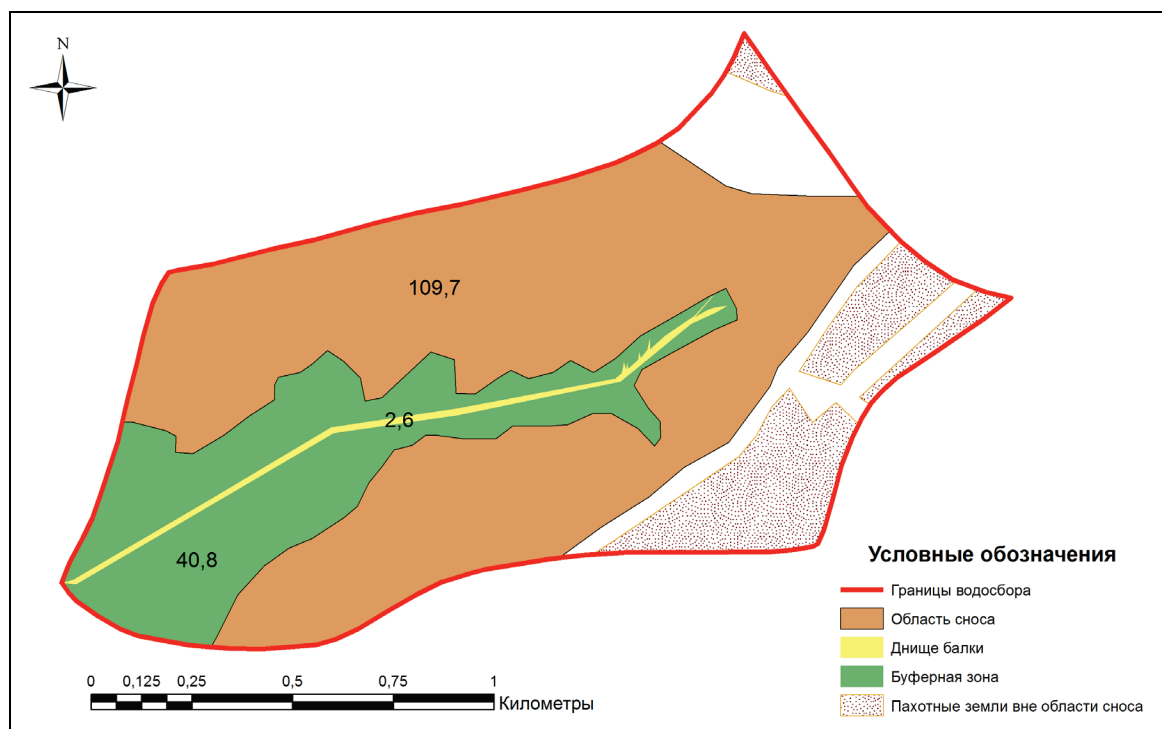 N
109,7
2,6
40,8
Условные обозначения
Границы водосбора
Область сноса
Днище балки
Буферная зона
Пахотные земли вне области сноса
0 0,125 0,25 0,5 0,75 1
Километры